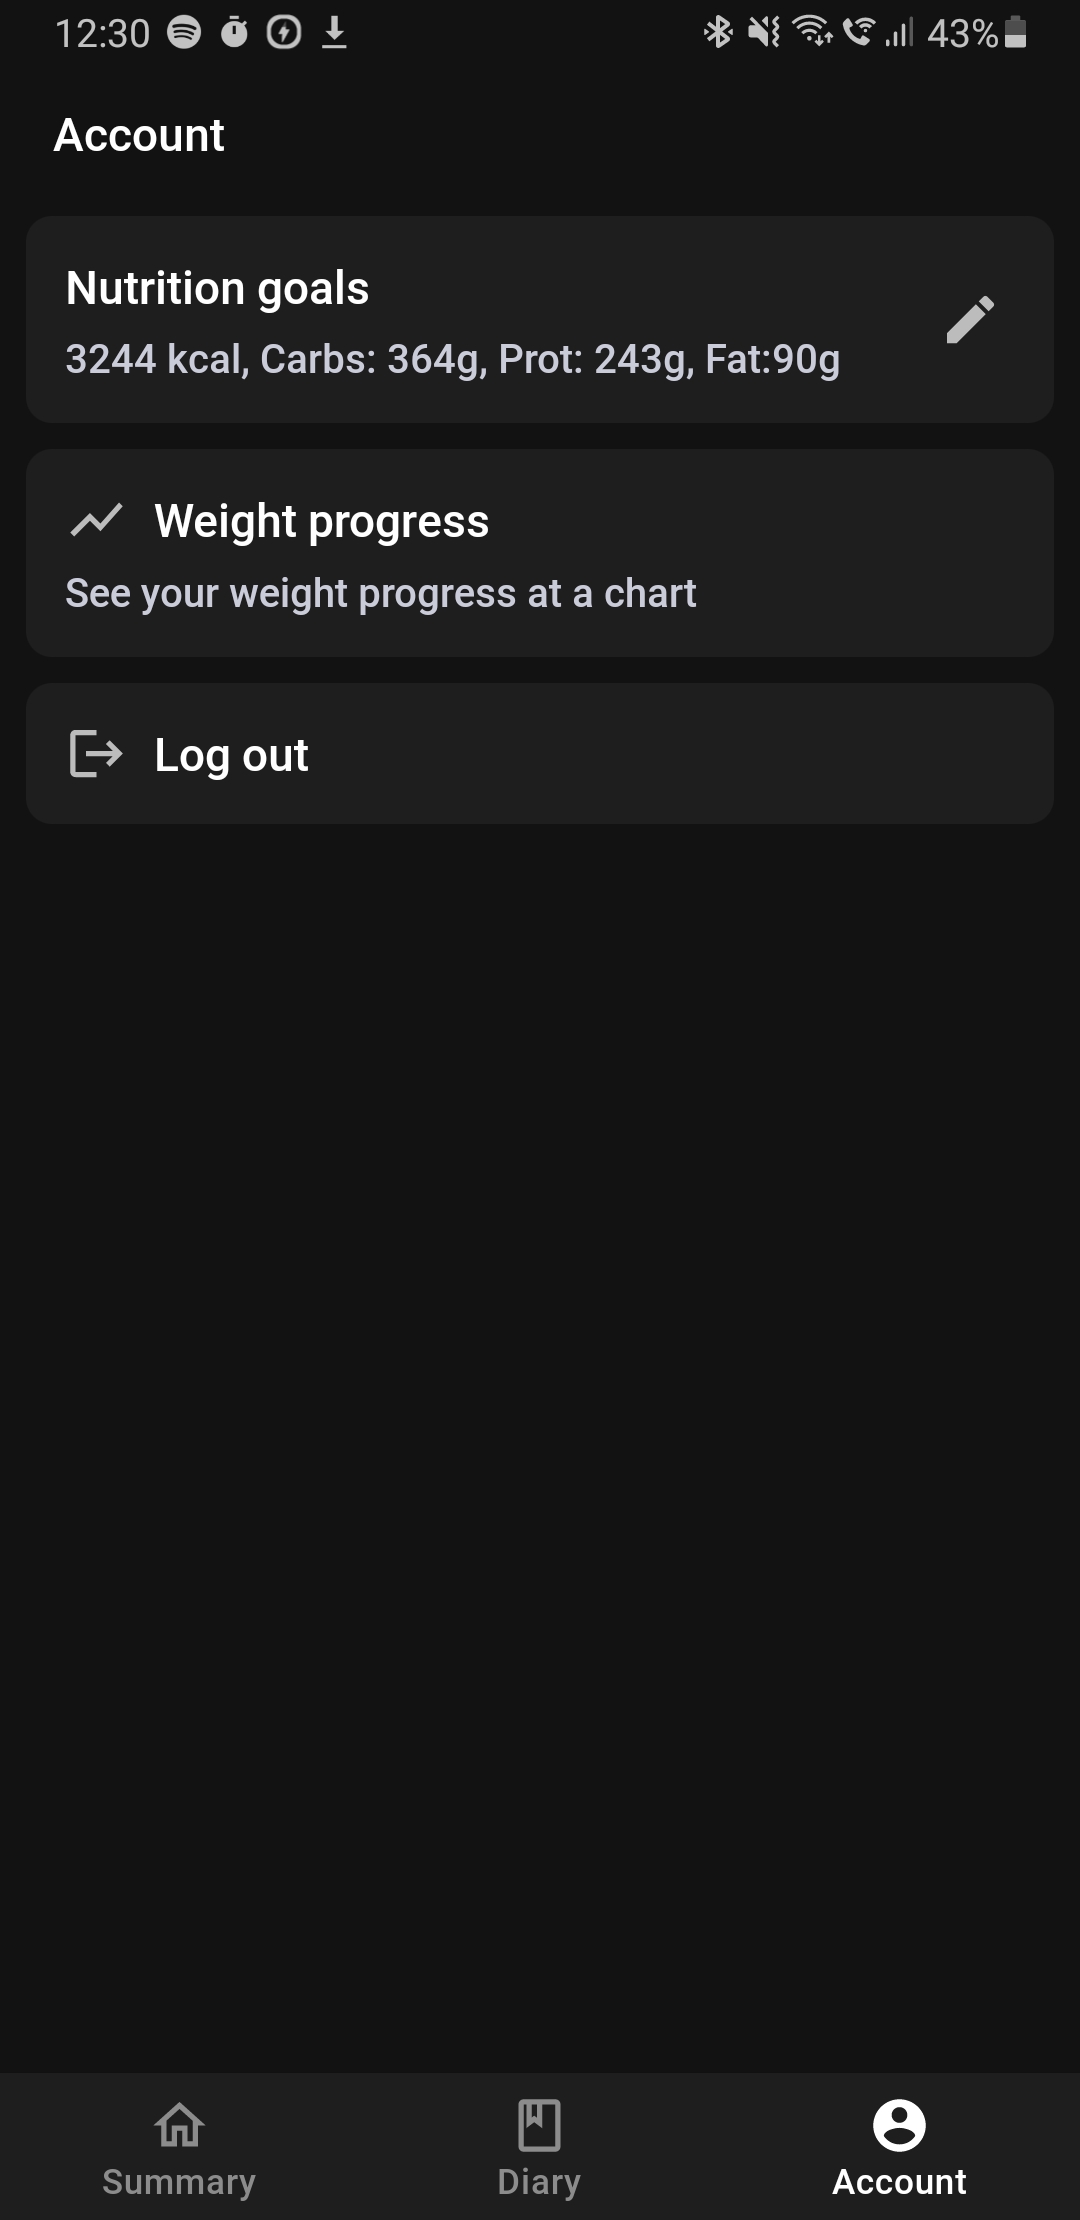 12:30
43%
Account
Nutrition goals
3244 kcal, Carbs: 364g, Prot: 243g, Fat:90g
Weight progress
See your weight progress at a chart
Log out
Summary
Diary
Account